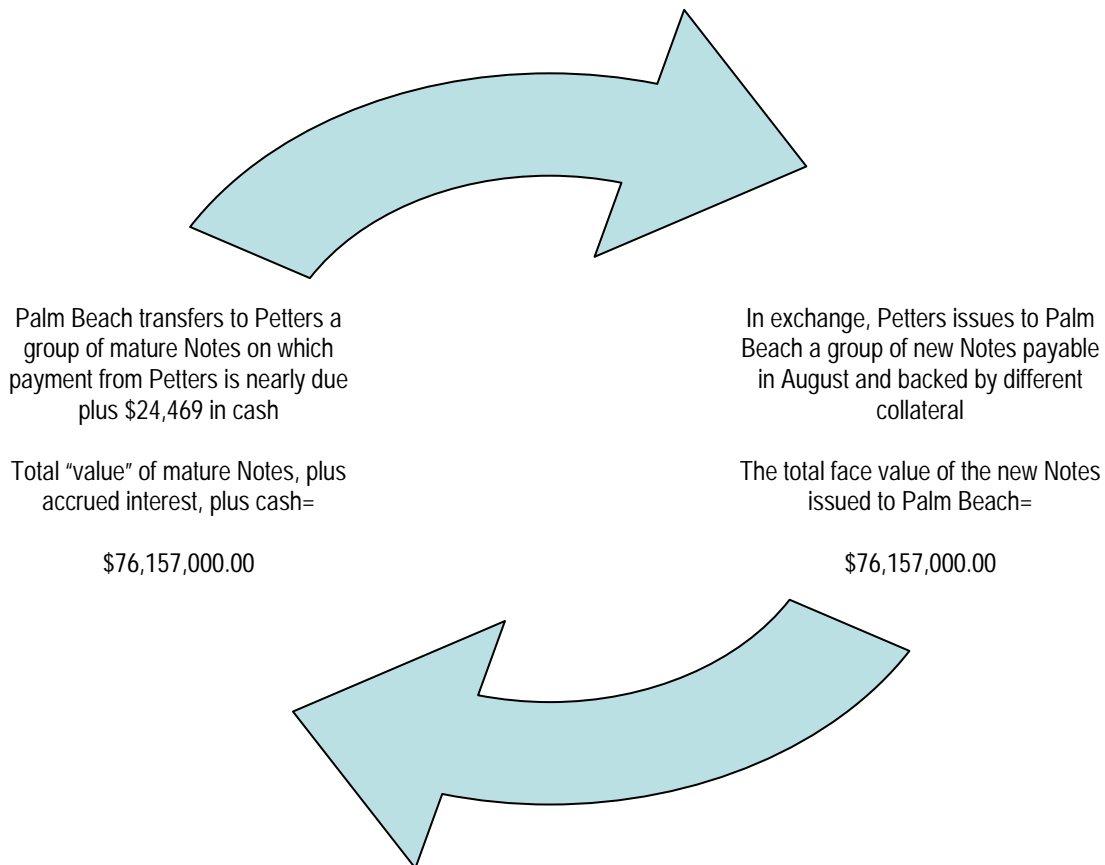 Palm Beach transfers to Petters a
group of mature Notes on which
payment from Petters is nearly due
plus $24,469 in cash
Total “value” of mature Notes, plus
accrued interest, plus cash=
$76,157,000.00
In exchange, Petters issues to Palm
Beach a group of new Notes payable
in August and backed by different
collateral
The total face value of the new Notes
issued to Palm Beach=
$76,157,000.00